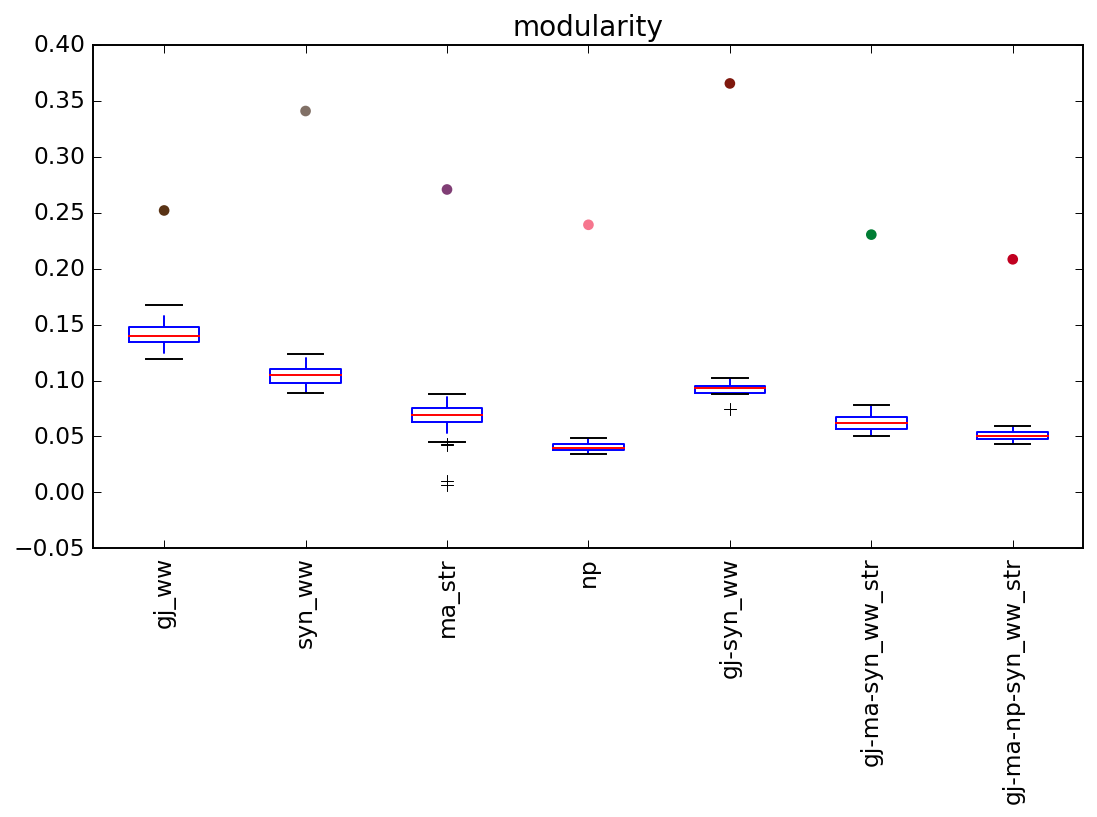 modularity
0.40
0.35
0.30
0.25
0.20
0.15
0.10
0.05
0.00
−0.05
gj_ww
syn_ww
ma_str
np
gj-syn_ww
gj-ma-syn_ww_str
gj-ma-np-syn_ww_str